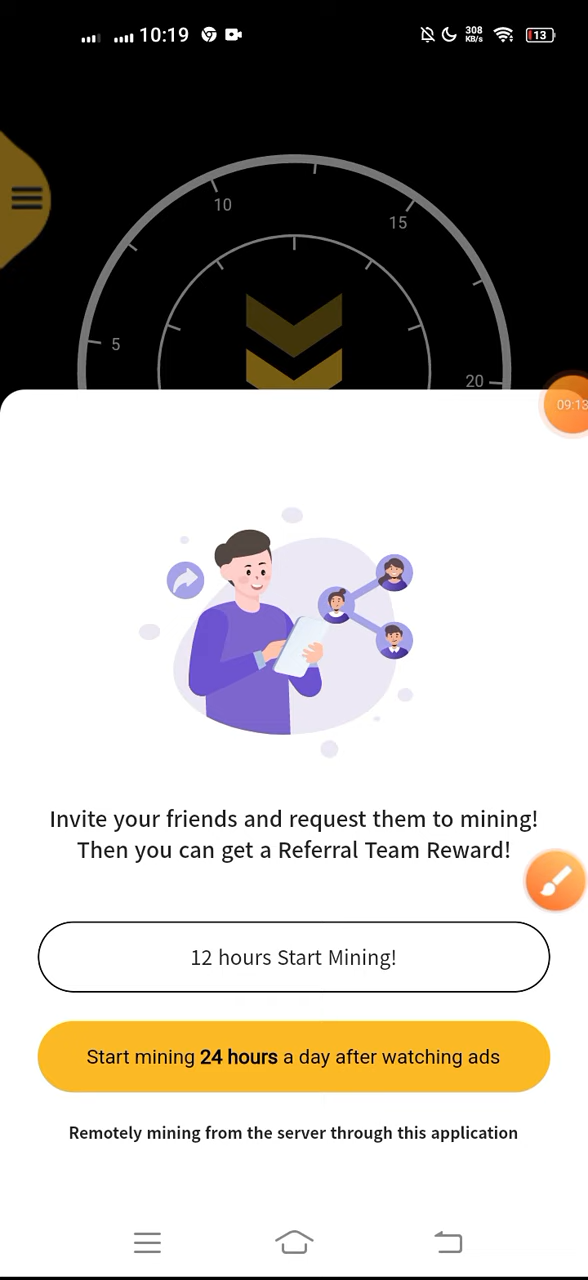 10:19
308
KB/s
13
10
15
5
20
09:13
Invite your friends and request them to mining!
Then you can get a Referral Team Reward!
12 hours Start Mining!
Start mining 24 hours a day after watching ads
Remotely mining from the server through this application